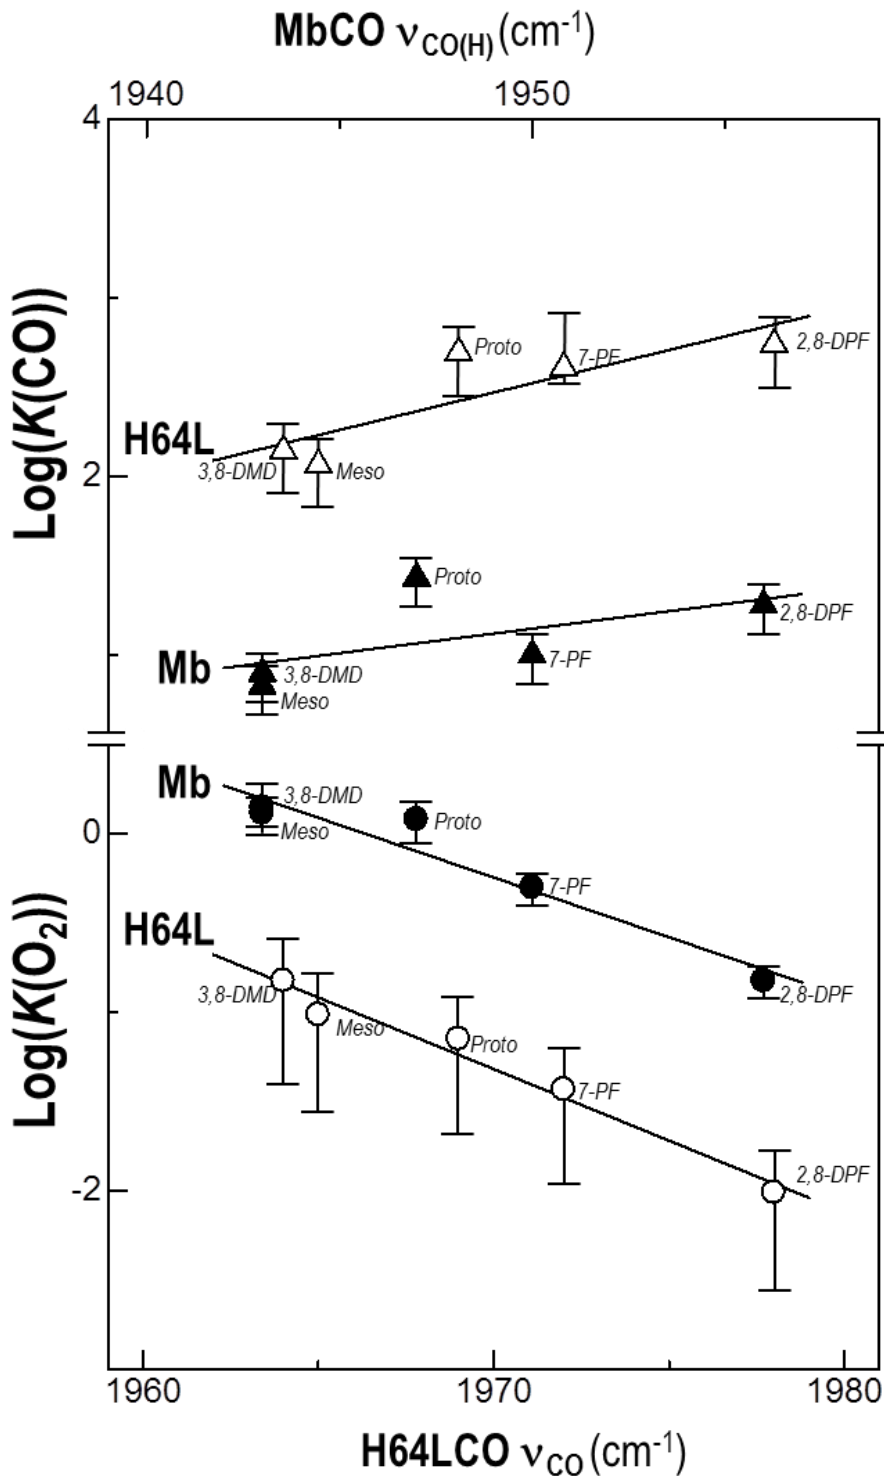 MbCO νCO(H) (cm-1)
1940 1950
4
Log(K(CO))
Proto
7-PF
2,8-DPF
H64L
3,8-DMD
Meso
2
Proto
2,8-DPF
Mb
3,8-DMD
7-PF
Meso
Mb
3,8-DMD
0
Meso
Proto
7-PF
H64L
Log(K(O2))
3,8-DMD
2,8-DPF
Meso
Proto
7-PF
2,8-DPF
-2
1960 1970 1980
H64LCO νCO (cm-1)